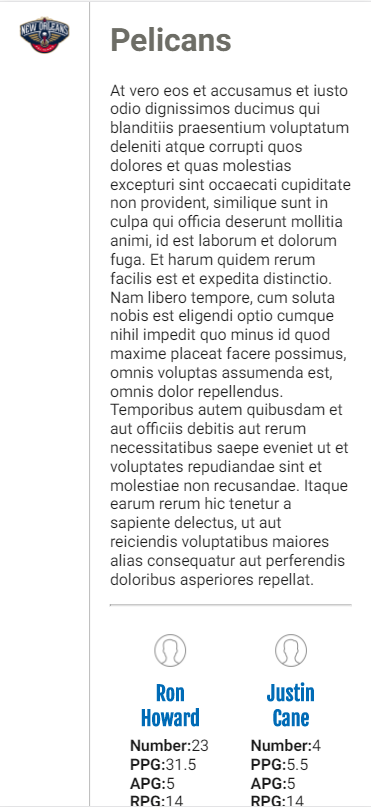 NEW ORLEANS
Pelicans
At vero eos et accusamus et iusto
odio dignissimos ducimus qui
blanditiis praesentium voluptatum
deleniti atque corrupti quos
dolores et quas molestias
excepturi sint occaecati cupiditate
non provident, similique sunt in
culpa qui officia deserunt mollitia
animi, id est laborum et dolorum
fuga. Et harum quidem rerum
facilis est et expedita distinctio.
Nam libero tempore, cum soluta
nobis est eligendi optio cumque
nihil impedit quo minus id quod
maxime placeat facere possimus,
omnis voluptas assumenda est,
omnis dolor repellendus.
Temporibus autem quibusdam et
aut officiis debitis aut rerum
necessitatibus saepe eveniet ut et
voluptates repudiandae sint et
molestiae non recusandae. Itaque
earum rerum hic tenetur a
sapiente delectus, ut aut
reiciendis voluptatibus maiores
alias consequatur aut perferendis
doloribus asperiores repellat.
Ron
Howard
Number:23
PPG:31.5
APG:5
RPG:14
Justin
Cane
Number:4
PPG:5.5
APG:5
RPG:14